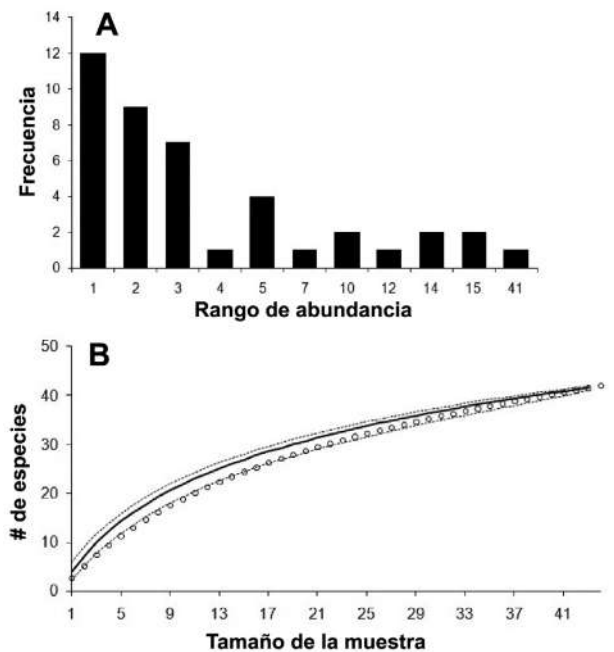 A
14
12
10
8
6
4
2
0
Frecuencia
1 2 3 4 5 7 10 12 14 15 41
Rango de abundancia
B
50
40
30
20
10
0
# de especies
1 5 9 13 17 21 25 29 33 37 41
Tamaño de la muestra